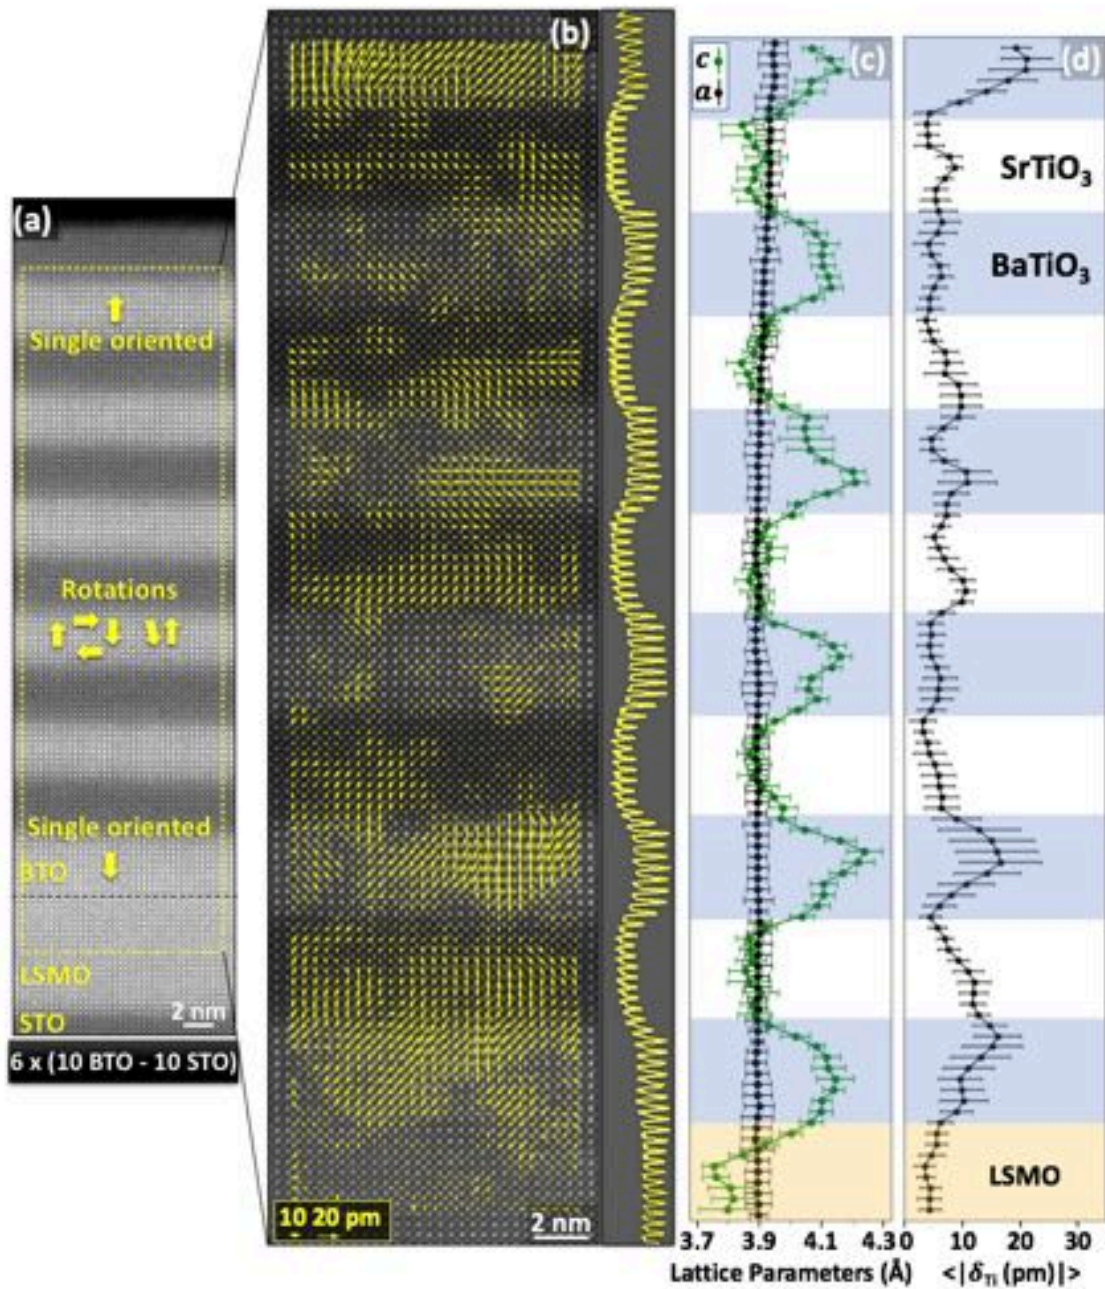 (a)
Single oriented
Rotations
Single oriented
BTO
LSMO
STO
2 nm
6 x (10 BTO - 10 STO)
(b)
10 20 pm
2 nm
(c)
c
a
3.7 3.9 4.1 4.3
Lattice Parameters (Å)
(d)
SrTiO₃
BaTiO₃
LSMO
0 10 20 30
<|δ_Ti (pm)|>